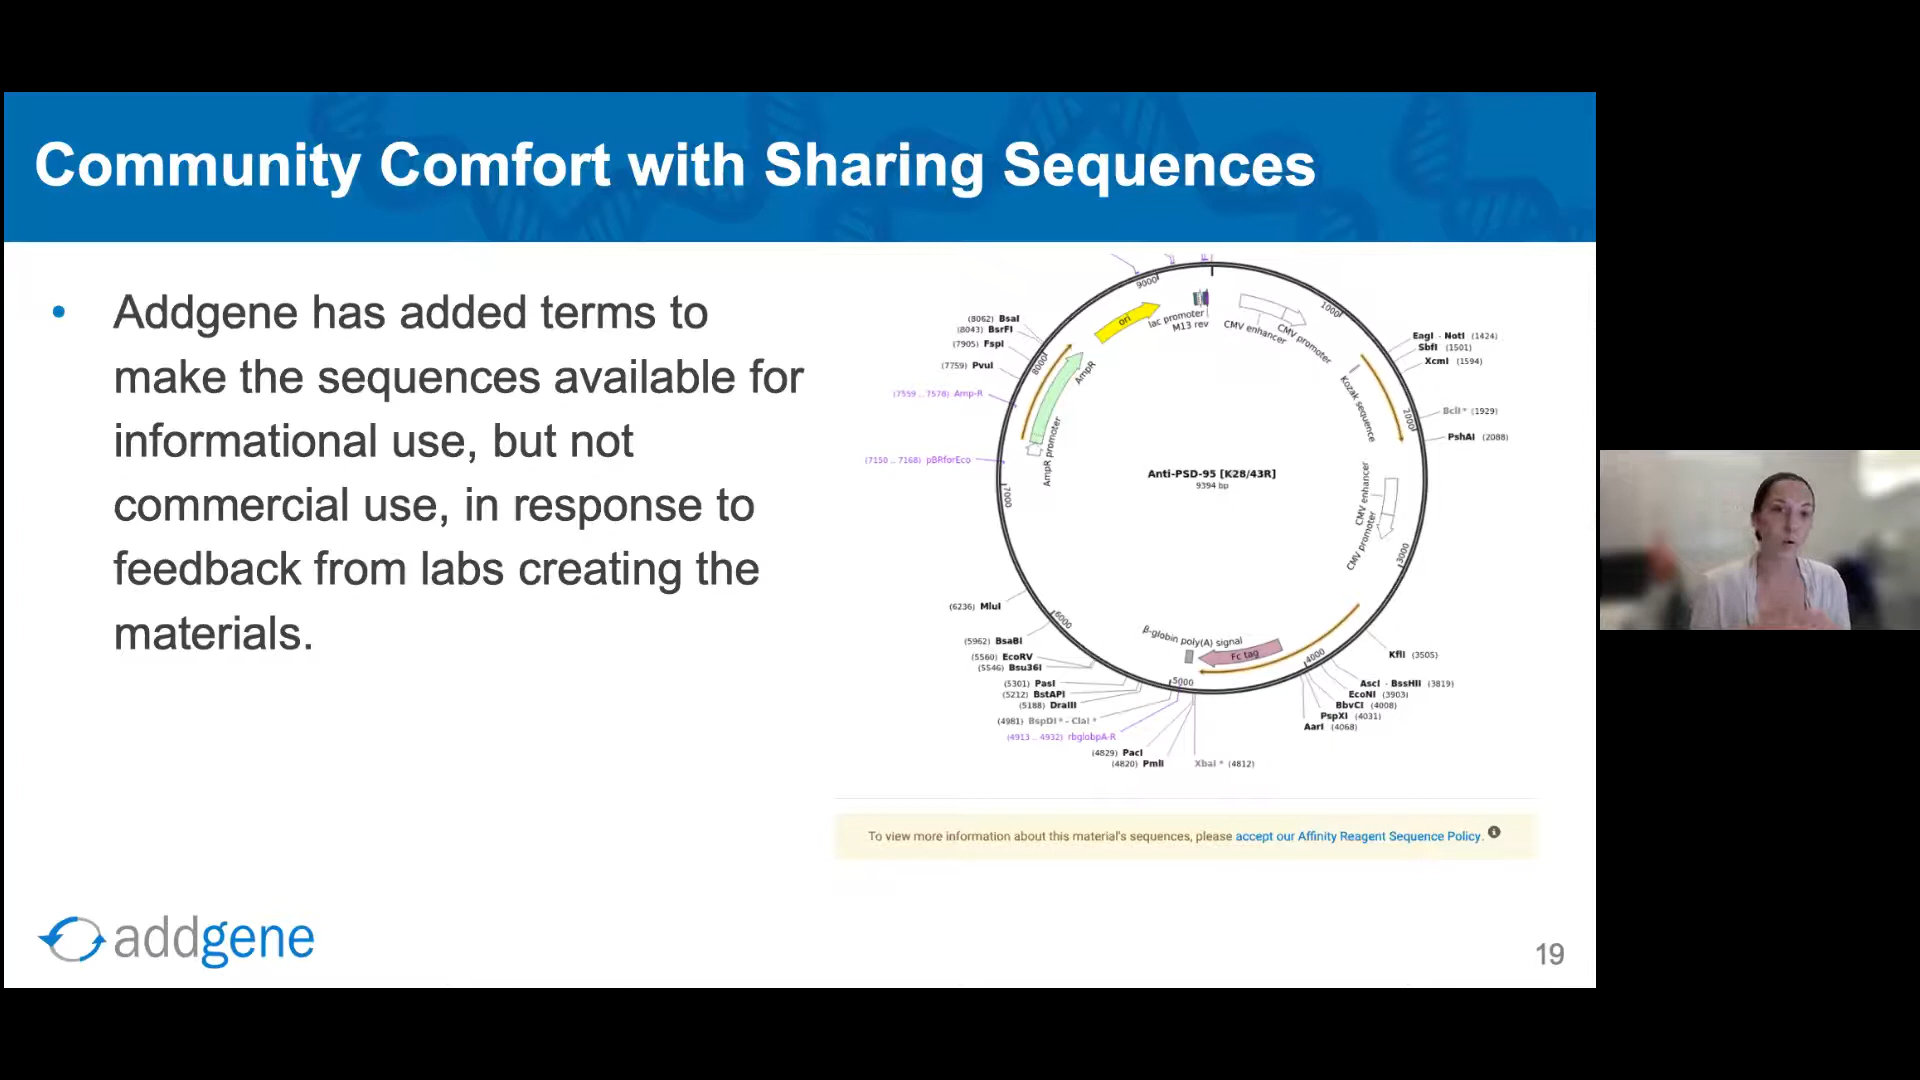 Community Comfort with Sharing Sequences
• Addgene has added terms to
make the sequences available for
informational use, but not
commercial use, in response to
feedback from labs creating the
materials.
9000
1000
2000
3000
4000
5000
6000
7000
8000
ori
lac promoter
M13 rev
CMV enhancer
CMV promoter
Kozak sequence
CMV enhancer
CMV promoter
Fc tag
β-globin poly(A) signal
AmpR promoter
AmpR
Anti-PSD-95 [K28/43R]
9394 bp
EagI - NotI (1424)
SbfI (1501)
XcmI (1594)
BclI* (1929)
PshAI (2088)
KflI (3505)
AscI - BssHII (3819)
EcoNI (3903)
BbvCI (4008)
PspXI (4031)
AarI (4068)
XbaI * (4812)
(4820) PmlI
(4829) PacI
(4913 .. 4932) rbglobpA-R
(4981) BspDI* - ClaI *
(5188) DraIII
(5212) BstAPI
(5301) PasI
(5546) Bsu36I
(5560) EcoRV
(5962) BsaBI
(6236) MluI
(7150 .. 7168) pBRforEco
(7559 .. 7578) Amp-R
(7759) PvuI
(7905) FspI
(8043) BsrFI
(8062) BsaI
To view more information about this material's sequences, please accept our Affinity Reagent Sequence Policy.
addgene
19